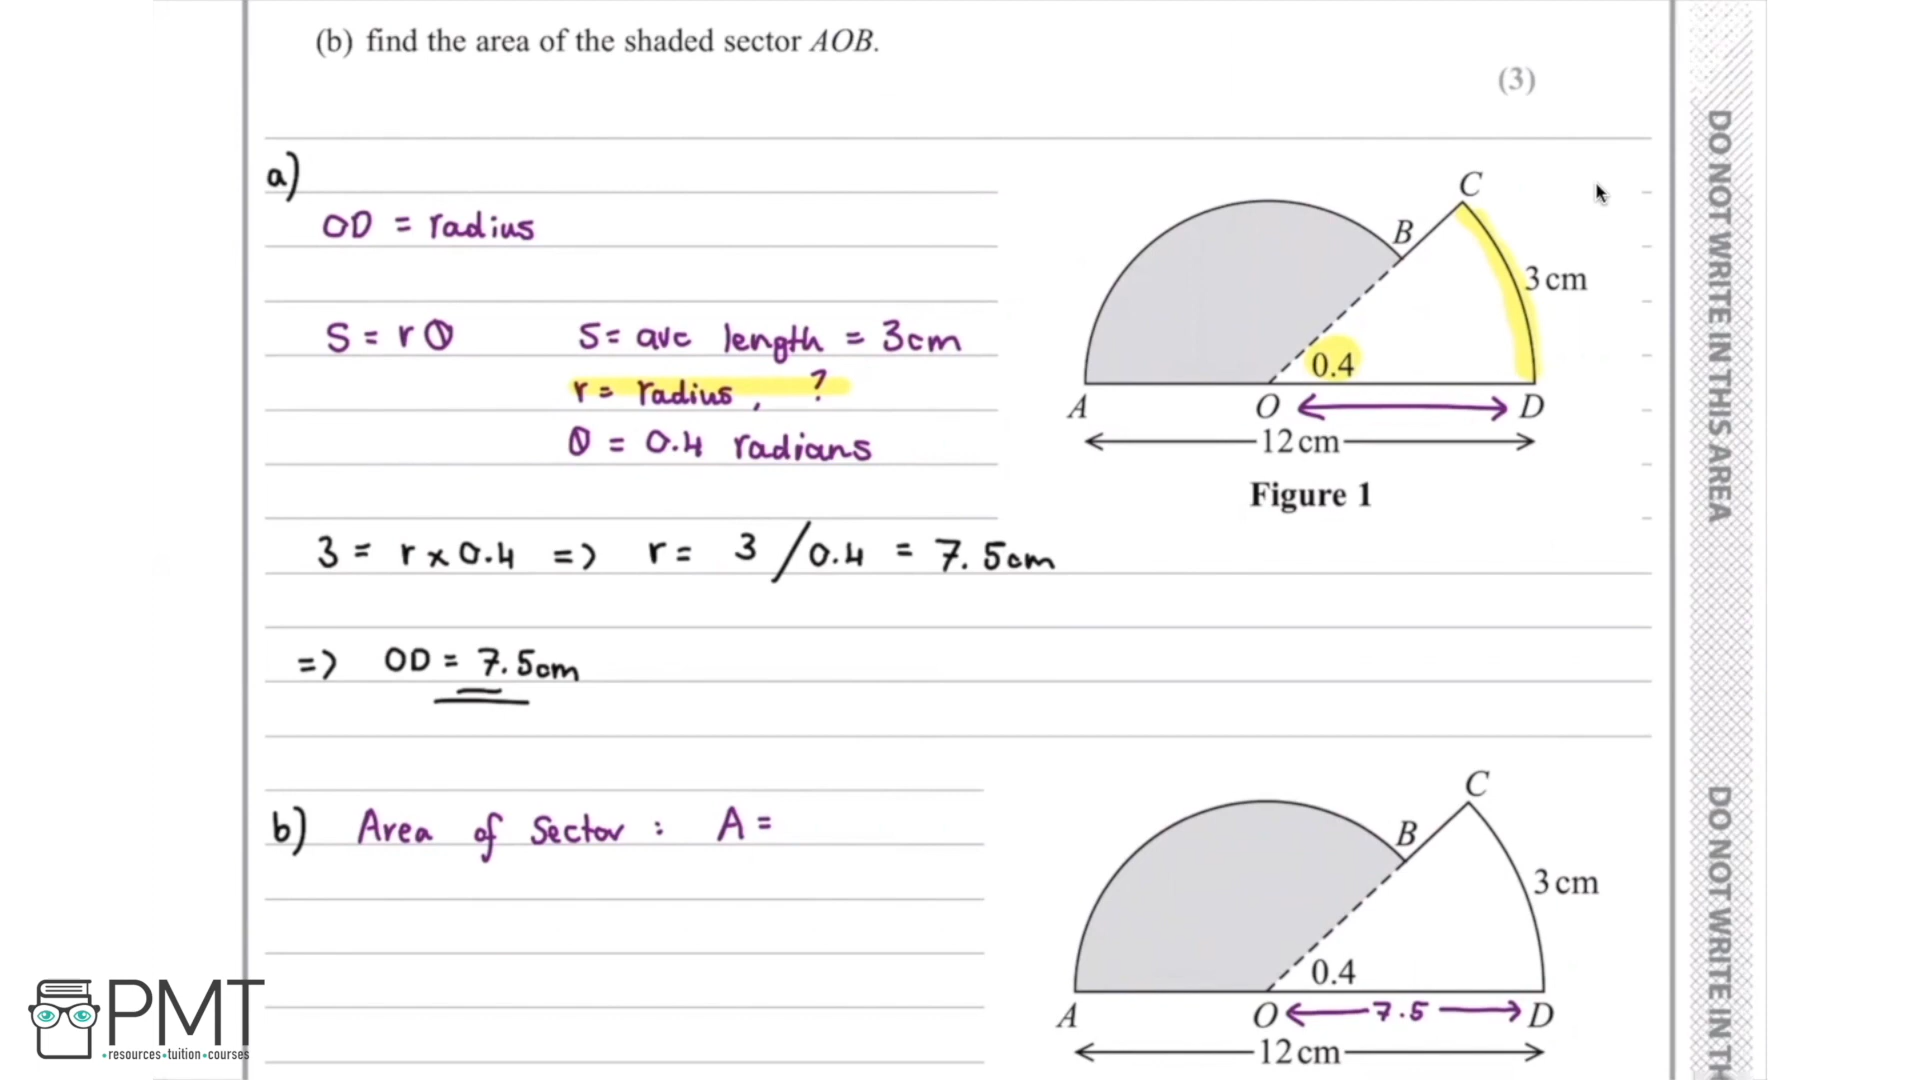 (b) find the area of the shaded sector AOB.
(3)
a)
OD = radius
S = rθ
S = arc length = 3cm
r = radius, ?
θ = 0.4 radians
C
B
3 cm
0.4
A
O
D
12 cm
Figure 1
3 = r × 0.4 => r = 3/0.4 = 7.5cm
=> OD = 7.5cm
b) Area of Sector : A =
C
B
3 cm
0.4
A
O
7.5
D
12 cm
DO NOT WRITE IN THIS AREA
DO NOT WRITE IN TH
PMT
•resources•tuition•courses